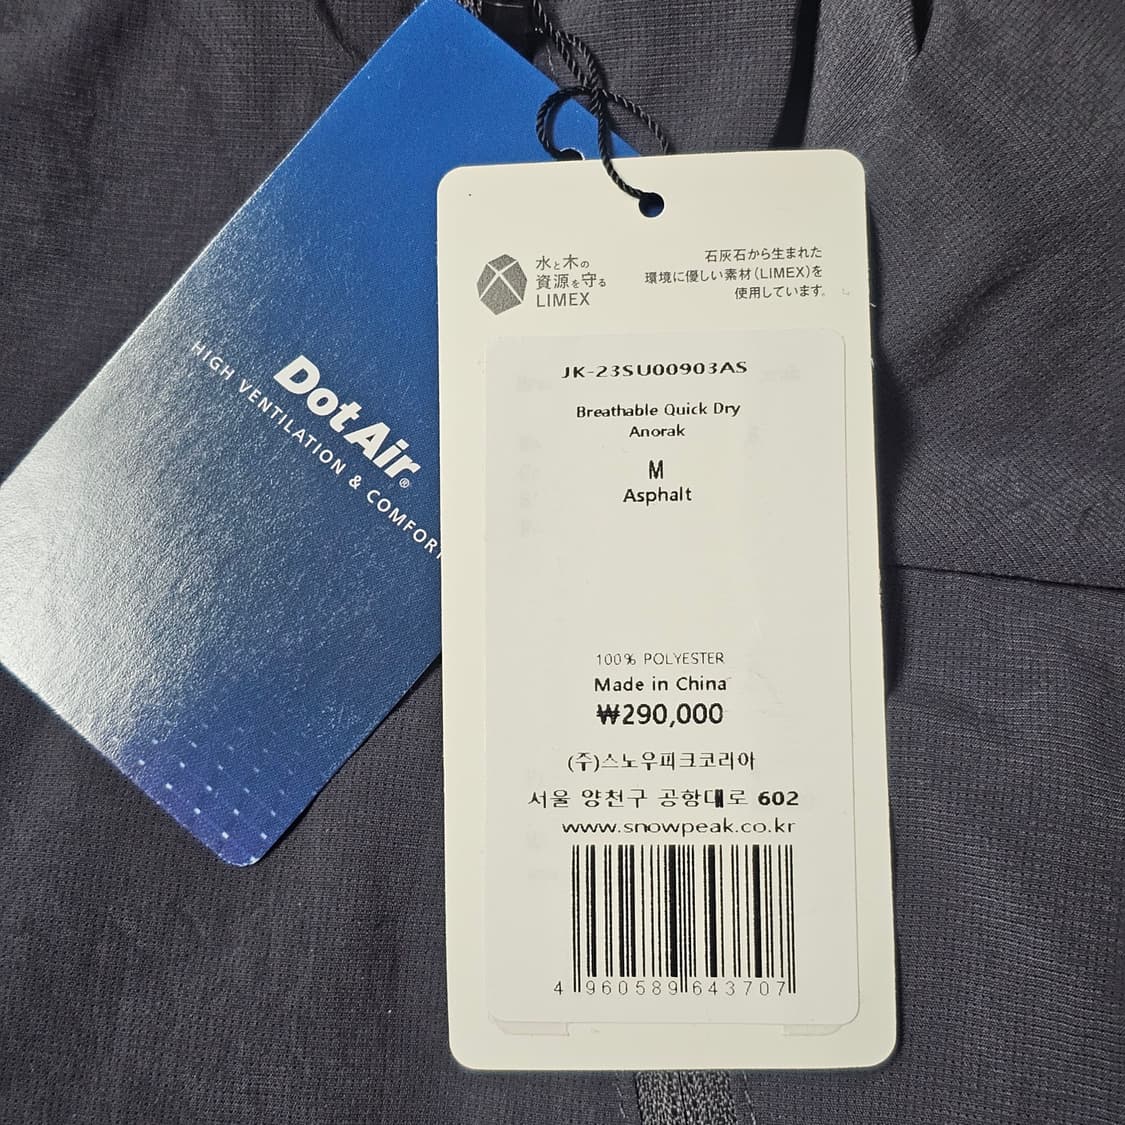 DotAir®
HIGH VENTILATION & COMFORT
水と木の
資源を守る
LIMEX
石灰石から生まれた
環境に優しい素材(LIMEX)を
使用しています。
JK-23SU00903AS
Breathable Quick Dry
Anorak
M
Asphalt
100% POLYESTER
Made in China
₩290,000
(주)스노우피크코리아
서울 양천구 공항대로 602
www.snowpeak.co.kr
4 960589 643707